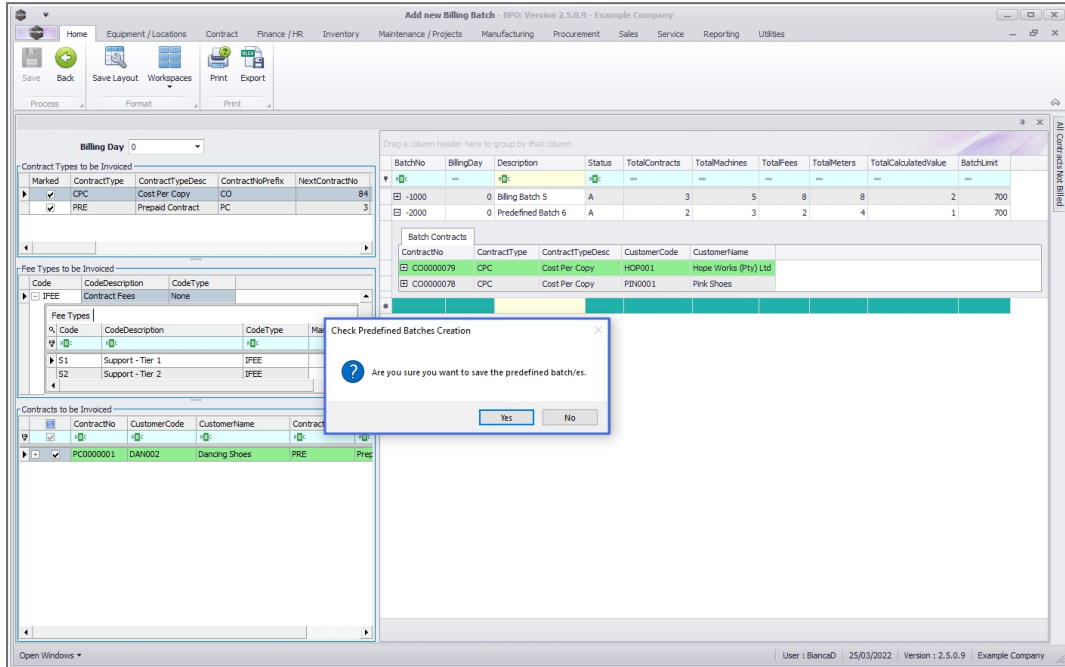 Add new Billing Batch - BPO: Version 2.5.0.9 - Example Company
Home Equipment / Locations Contract Finance / HR Inventory Maintenance / Projects Manufacturing Procurement Sales Service Reporting Utilities
Save Back Save Layout Workspaces Print Export
Process Format Print
Billing Day 0
Contract Types to be Invoiced
Marked ContractType ContractTypeDesc ContractNoPrefix NextContractNo
CPC Cost Per Copy CO 84
PRE Prepaid Contract PC 3
Fee Types to be Invoiced
Code CodeDescription CodeType
IFEE Contract Fees None
Fee Types
Code CodeDescription CodeType
S1 Support - Tier 1 IFEE
S2 Support - Tier 2 IFEE
Contracts to be Invoiced
ContractNo CustomerCode CustomerName Contract
PC0000001 DAN002 Dancing Shoes PRE Prep
Drag a column header here to group by that column
BatchNo BillingDay Description Status TotalContracts TotalMachines TotalFees TotalMeters TotalCalculatedValue BatchLimit
-1000 0 Billing Batch 5 A 3 5 8 8 2 700
-2000 0 Predefined Batch 6 A 2 3 2 4 1 700
Batch Contracts
ContractNo ContractType ContractTypeDesc CustomerCode CustomerName
CO0000079 CPC Cost Per Copy HOP001 Hope Works (Pty) Ltd
CO0000078 CPC Cost Per Copy PIN0001 Pink Shoes
Check Predefined Batches Creation
Are you sure you want to save the predefined batch/es.
Yes No
All Contracts Not Billed
Open Windows
User : BiancaD 25/03/2022 Version : 2.5.0.9 Example Company